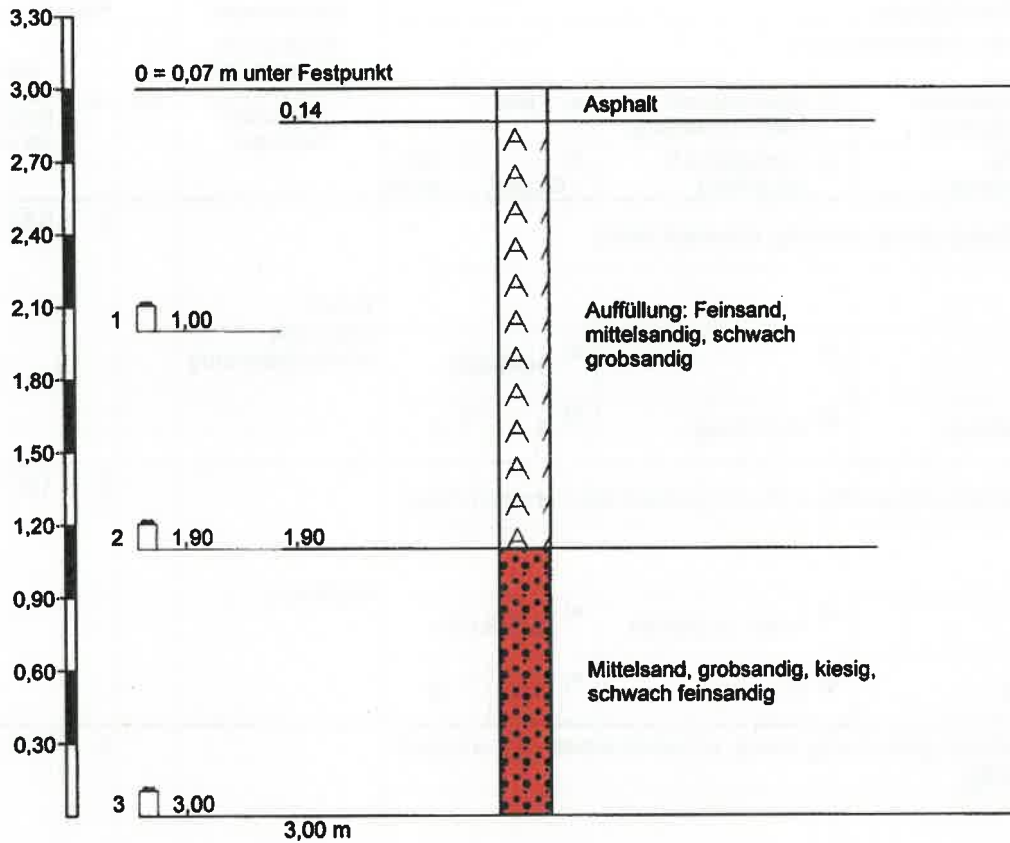 3,30
0 = 0,07 m unter Festpunkt
3,00
0,14
Asphalt
2,70
2,40
2,10
1 1,00
Auffüllung: Feinsand,
mittelsandig, schwach
grobsandig
1,80
1,50
1,20
2 1,90 1,90
0,90
0,60
Mittelsand, grobsandig, kiesig,
schwach feinsandig
0,30
3 3,00
3,00 m